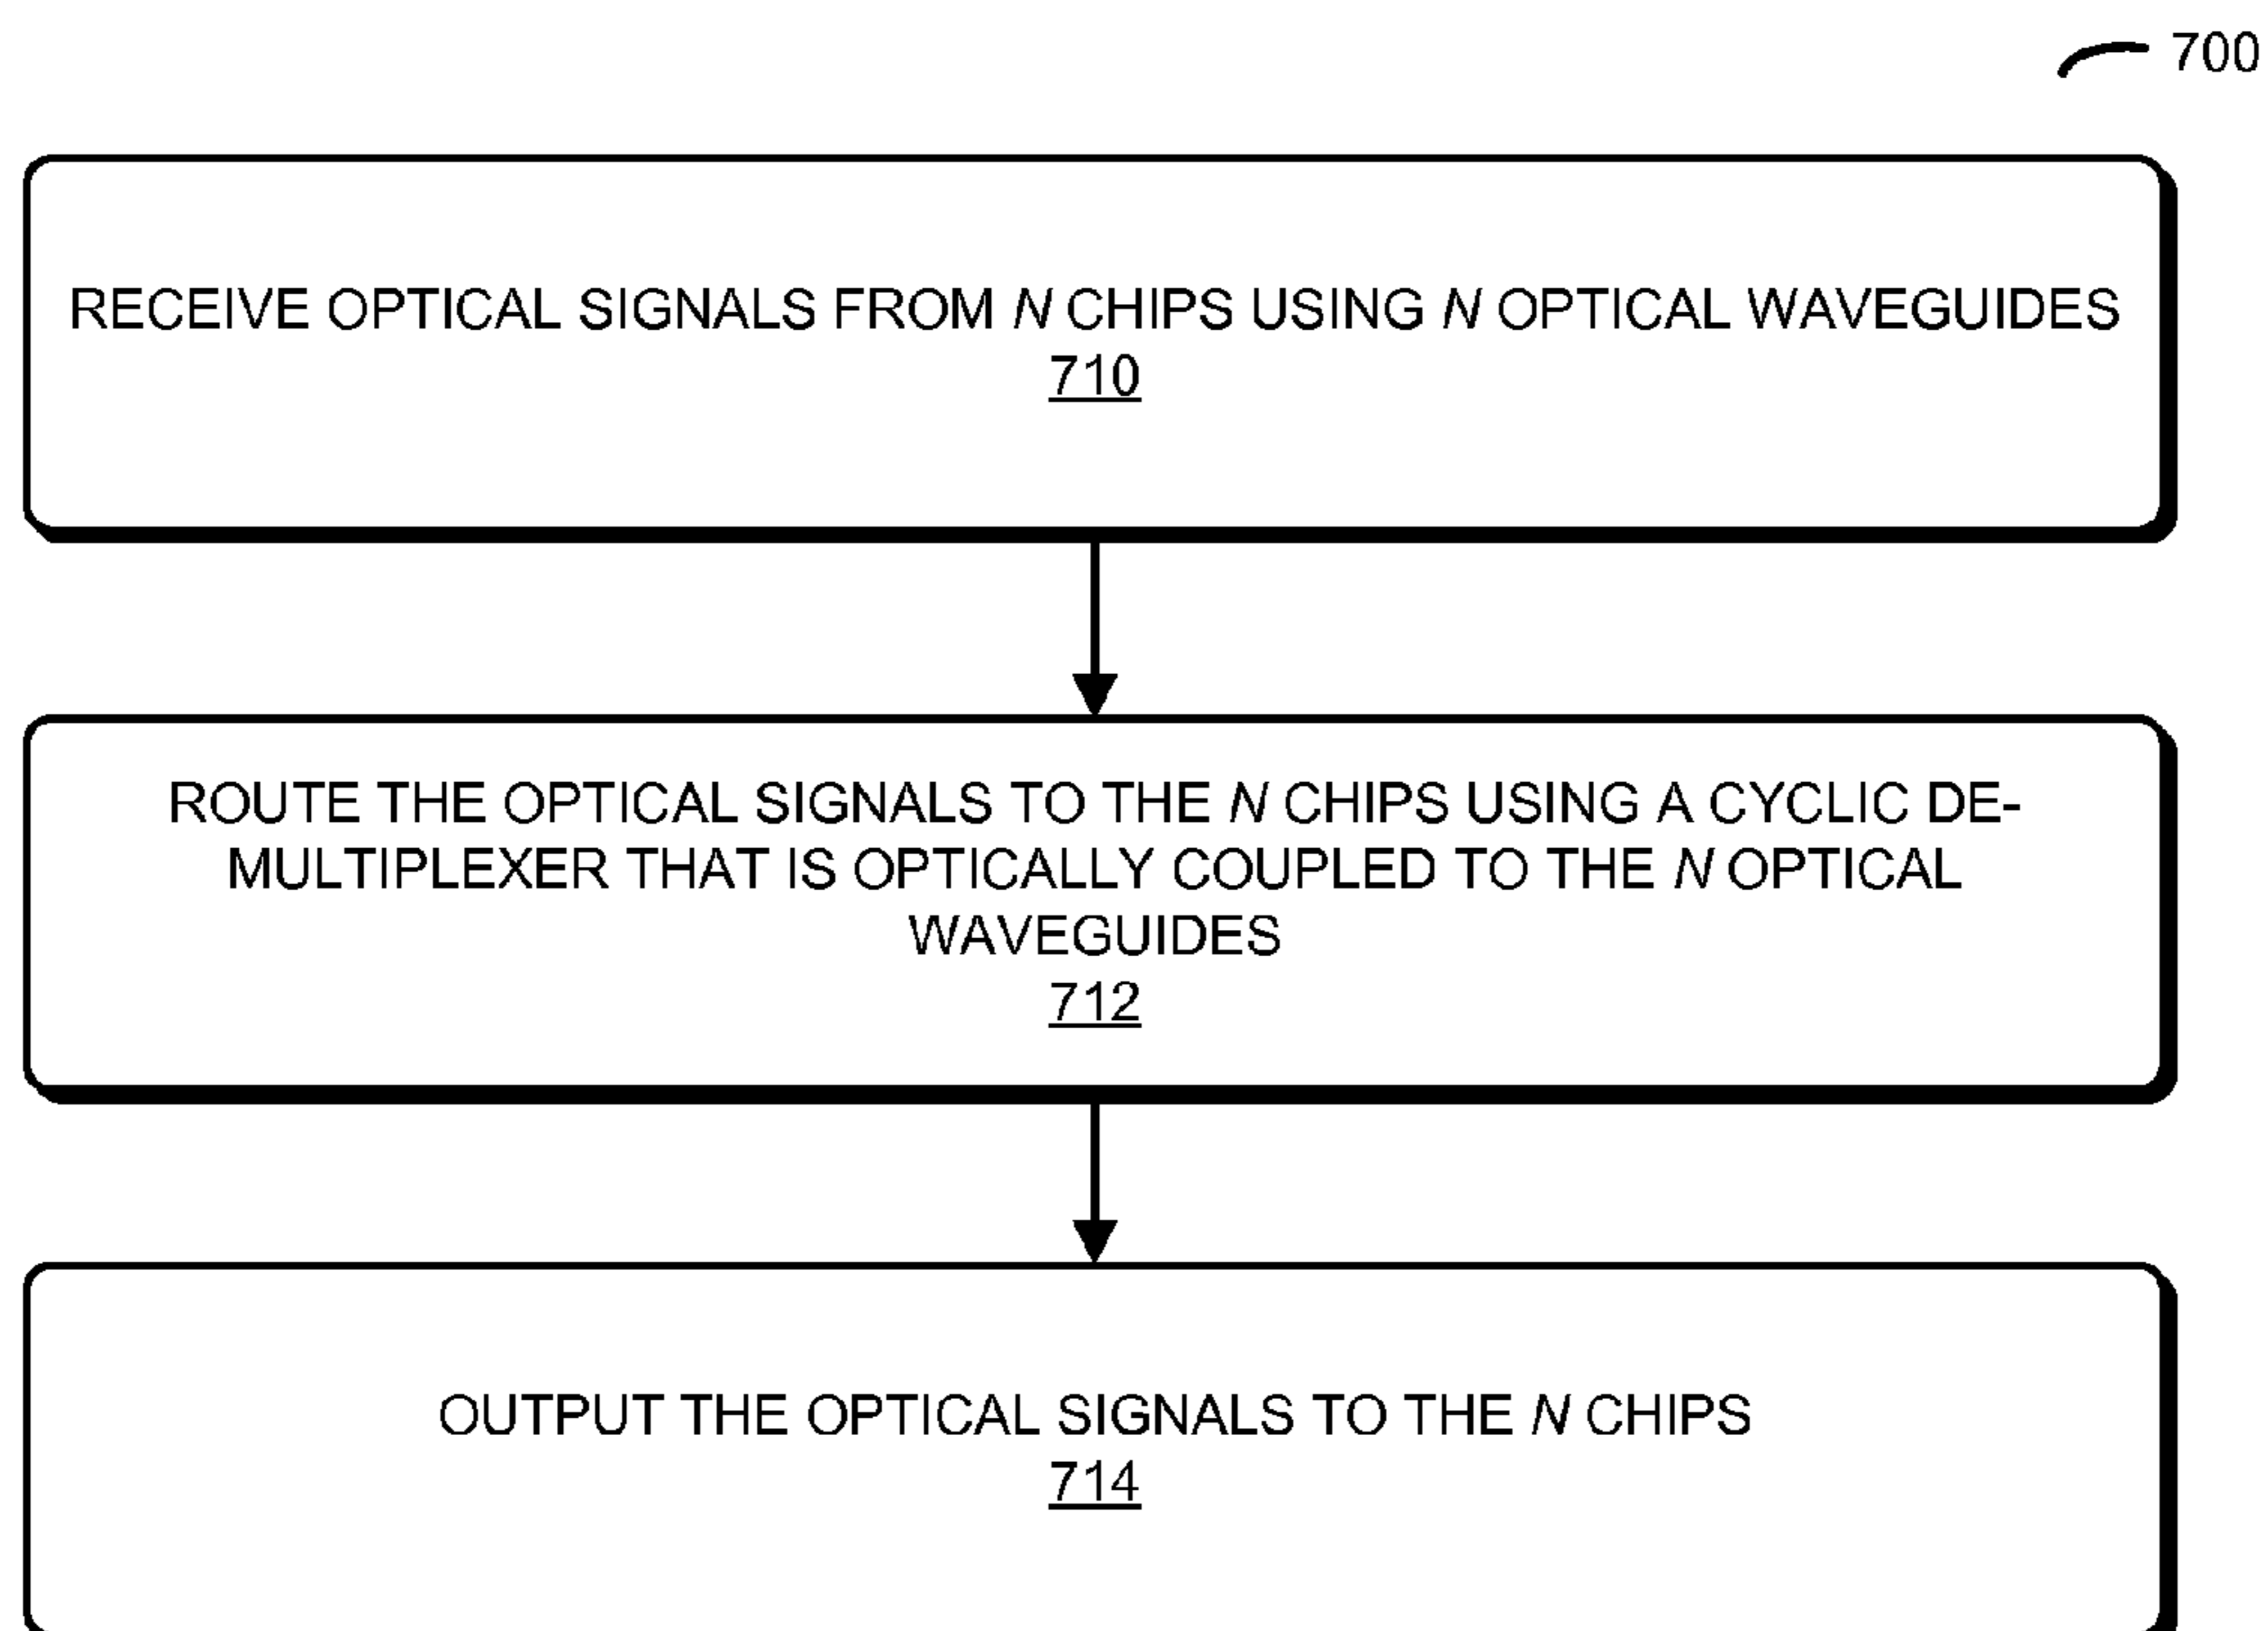 700
RECEIVE OPTICAL SIGNALS FROM N CHIPS USING N OPTICAL WAVEGUIDES
710
ROUTE THE OPTICAL SIGNALS TO THE N CHIPS USING A CYCLIC DE-
MULTIPLEXER THAT IS OPTICALLY COUPLED TO THE N OPTICAL
WAVEGUIDES
712
OUTPUT THE OPTICAL SIGNALS TO THE N CHIPS
714